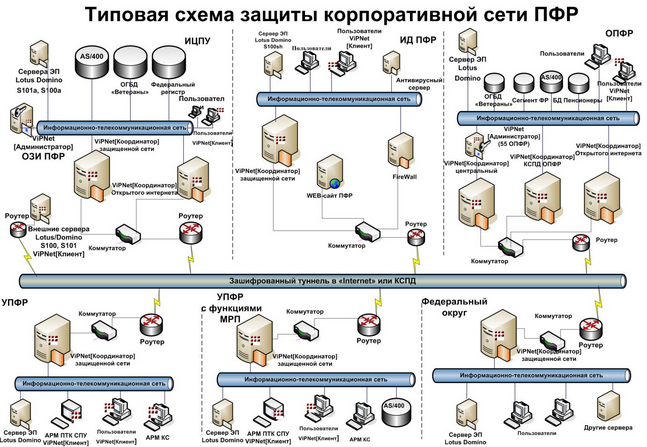 Типовая схема защиты корпоративной сети ПФР
ИЦПУ
Сервера ЭП
Lotus Domino
S101a, S100a
AS/400
ОГБД
«Ветераны»
Федеральный
регистр
Пользовател
Пользователи
ViPNet[Клиент]
ViPNet
[Администратор]
ОЗИ ПФР
Информационно-телекоммуникационная сеть
ViPNet[Координатор]
защищенной сети
ViPNet[Координатор]
Открытого интернета
Роутер
Внешние сервера
Lotus/Domino
S100, S101
ViPNet[Клиент]
Коммутатор
Роутер
ИД ПФР
Сервер ЭП
Lotus Domino
S100sh
Пользователи
Пользователи
ViPNet
[Клиент]
Антивирусный
сервер
Информационно-телекоммуникационная сеть
ViPNet[Координатор]
защищенной сети
WEB-сайт ПФР
FireWall
Коммутатор
Роутер
ОПФР
Сервер ЭП
Lotus
Domino
ОГБД
«Ветераны»
Сегмент ФР
AS/400
БД Пенсионеры
Пользователи
Пользователи
ViPNet
[Клиент]
Информационно-телекоммуникационная сеть
ViPNet
[Администратор]
(55 ОПФР)
ViPNet[Координатор]
центральный
ViPNet[Координатор]
КСПД ОПФР
ViPNet[Координатор]
Открытого интернета
Коммутатор
Роутер
Зашифрованный туннель в «Internet» или КСПД
УПФР
Коммутатор
Роутер
ViPNet[Координатор]
защищенной сети
Информационно-телекоммуникационная сеть
Сервер ЭП
Lotus Domino
АРМ ПТК СПУ
ViPNet[Клиент]
Пользователи
ViPNet[Клиент]
АРМ КС
УПФР
с функциями
МРП
Коммутатор
Роутер
ViPNet[Координатор]
защищенной сети
Информационно-телекоммуникационная сеть
Сервер ЭП
Lotus Domino
АРМ ПТК СПУ
ViPNet[Клиент]
Пользователи
ViPNet[Клиент]
АРМ КС
AS/400
Федеральный
округ
Коммутатор
Роутер
ViPNet[Координатор]
защищенной сети
Информационно-телекоммуникационная сеть
Сервер ЭП
Lotus Domino
Пользователи
Другие сервера